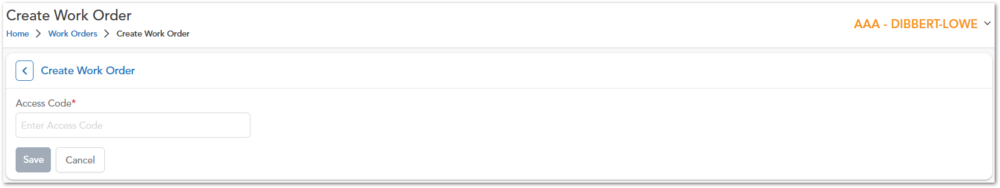 Create Work Order
AAA - DIBBERT-LOWE
Home > Work Orders > Create Work Order
Create Work Order
Access Code*
Enter Access Code
Save Cancel